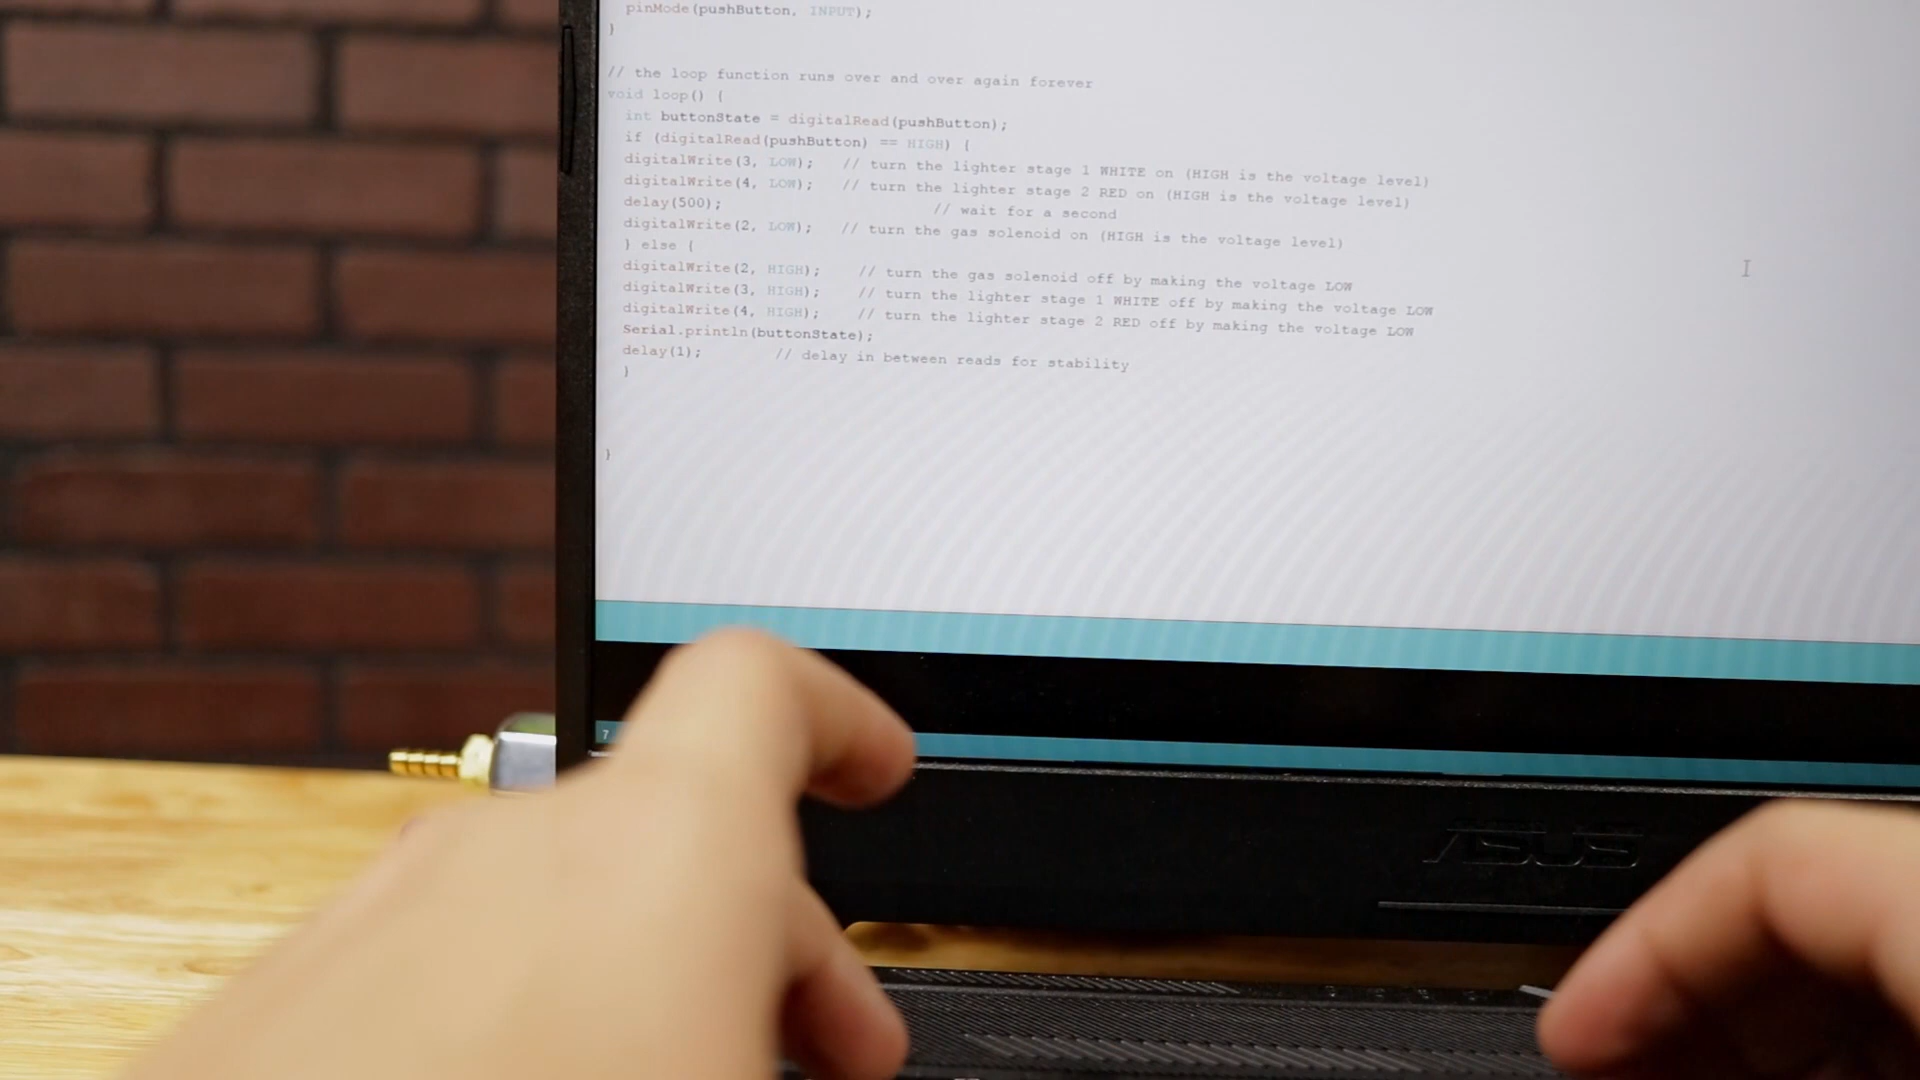 pinMode(pushButton, INPUT);
}
// the loop function runs over and over again forever
void loop() {
int buttonState = digitalRead(pushButton);
if (digitalRead(pushButton) == HIGH) {
digitalWrite(3, LOW); // turn the lighter stage 1 WHITE on (HIGH is the voltage level)
digitalWrite(4, LOW); // turn the lighter stage 2 RED on (HIGH is the voltage level)
delay(500); // wait for a second
digitalWrite(2, LOW); // turn the gas solenoid on (HIGH is the voltage level)
} else {
digitalWrite(2, HIGH); // turn the gas solenoid off by making the voltage LOW
digitalWrite(3, HIGH); // turn the lighter stage 1 WHITE off by making the voltage LOW
digitalWrite(4, HIGH); // turn the lighter stage 2 RED off by making the voltage LOW
Serial.println(buttonState);
delay(1); // delay in between reads for stability
}
}
7
ASUS